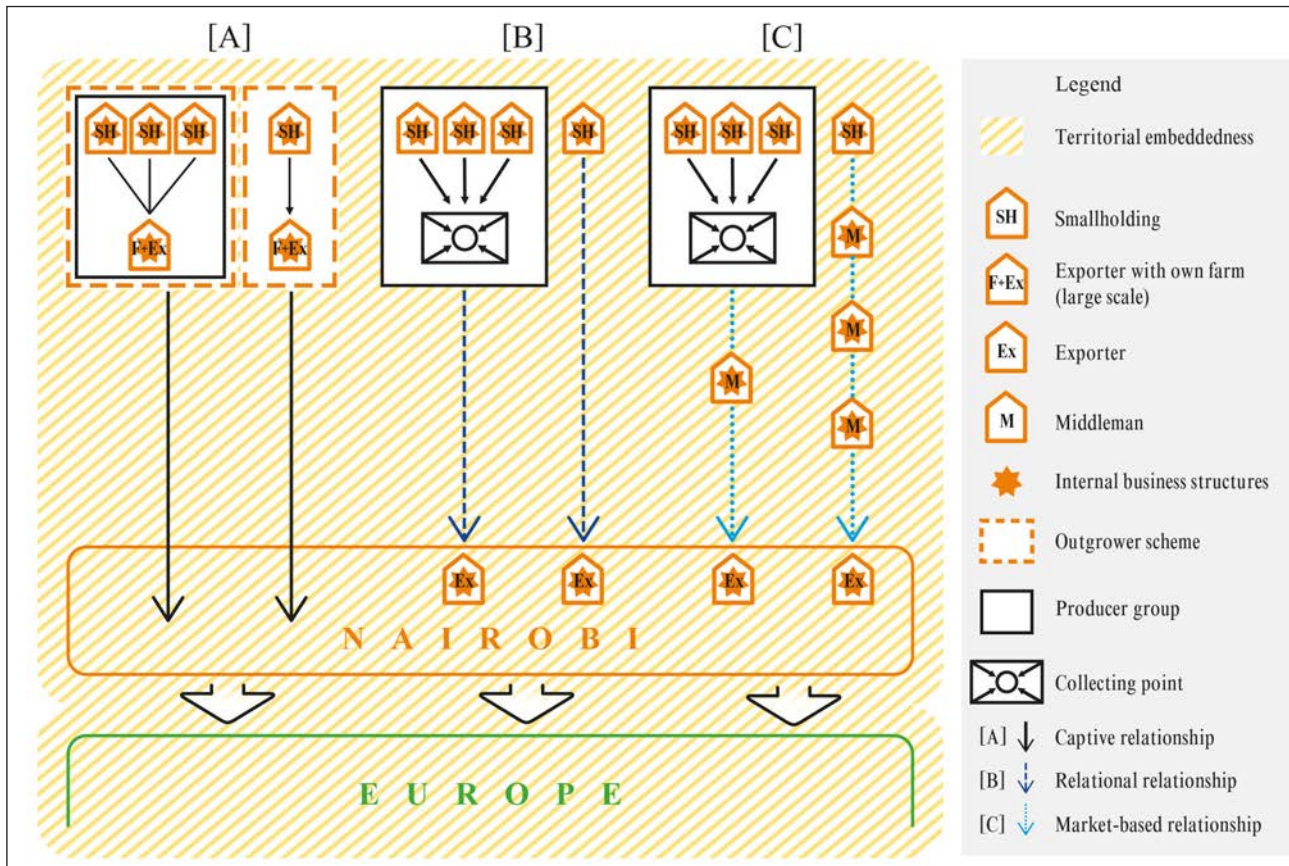 [A] [B] [C]
SH SH SH SH SH SH SH SH SH SH SH SH
F+Ex F+Ex
M
M
M
M
Ex Ex Ex Ex
NAIROBI
EUROPE
Legend
Territorial embeddedness
SH Smallholding
F+Ex Exporter with own farm
(large scale)
Ex Exporter
M Middleman
Internal business structures
Outgrower scheme
Producer group
Collecting point
[A] Captive relationship
[B] Relational relationship
[C] Market-based relationship